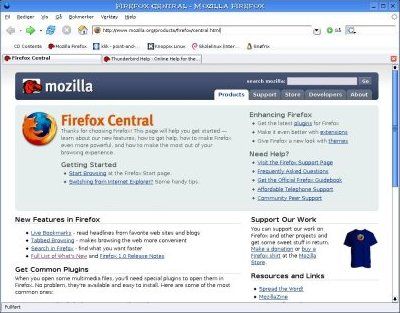 Firefox Central - Mozilla Firefox
Fil Rediger Vis Gå Bokmerker Verktøy Hjelp
http://www.mozilla.org/products/firefox/central.html
Gå
CD Contents Mozilla Firefox Knoppix Linux Skolelinux Linux Snøfrix
Firefox Central Thunderbird Help : Online Help for the...
mozilla
search mozilla: Go
Products Support Store Developers About
Firefox Central
Thanks for choosing Firefox! This page will help you get started —
learn about our new features, how to get help, how to make Firefox
even more powerful, and how to make the most out of your
browsing experience.
Getting Started
Start Browsing at the Firefox Start page.
Switching from Internet Explorer? Some handy tips.
Enhancing Firefox
Get the latest plugins for Firefox
Make it even better with extensions
Give Firefox a new look with themes
Need Help?
Visit the Firefox Support Page
Frequently Asked Questions
Get the Official Firefox Guidebook
Affordable Telephone Support
Community Peer Support
New Features in Firefox
Live Bookmarks - read headlines from favorite web sites and blogs
Tabbed Browsing - makes browsing the web more convenient
Search in Firefox - find what you want faster
Full List of What's New and Firefox 1.0 Release Notes
Get Common Plugins
When you open some multimedia files, you'll need special plugins to open them in
Firefox. No problem, they're available and easy to install. Here are some of the most
common ones:
Support Our Work
You can support our work on
Firefox and other projects and
get some sweet stuff in return.
Make a donation or buy a
Firefox shirt at the Mozilla
Store.
Resources and Links
Spread the Word!
MozillaZine
Fullført